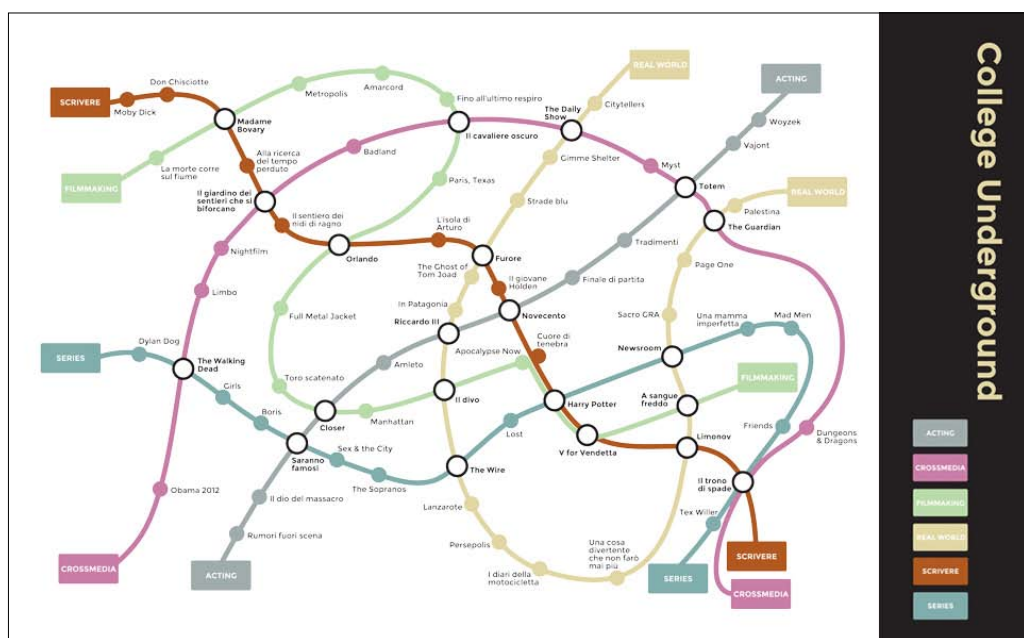 College Underground
REAL WORLD
ACTING
Don Chisciotte
Metropolis
Amarcord
SCRIVERE
Moby Dick
Fino all'ultimo respiro
Citytellers
The Daily
Show
Madame
Bovary
Il cavaliere oscuro
Woyzek
Vajont
Alla ricerca
del tempo
perduto
Badland
Gimme Shelter
Myst
La morte corre
sul fiume
FILMMAKING
Paris, Texas
Totem
REAL WORLD
Il giardino dei
sentieri che si
biforcano
Strade blu
Palestina
Il sentiero dei
nidi di ragno
L'isola di
Arturo
The Guardian
Nightfilm
Orlando
Furore
Tradimenti
The Ghost of
Tom Joad
Page One
Il giovane
Holden
Finale di partita
Limbo
In Patagonia
Full Metal Jacket
Riccardo III
Novecento
Sacro GRA
Una mamma
imperfetta
Mad Men
SERIES
Dylan Dog
Cuore di
tenebra
Newsroom
Apocalypse Now
The Walking
Dead
Amleto
Toro scatenato
FILMMAKING
Girls
Il divo
Harry Potter
A sangue
freddo
Boris
Closer
Manhattan
Lost
V for Vendetta
Limonov
Friends
Dungeons
& Dragons
Saranno
famosi
Sex & the City
The Wire
The Sopranos
Il trono
di spade
Obama 2012
Il dio del massacro
Lanzarote
Tex Willer
Rumori fuori scena
Persepolis
Una cosa
divertente
che non farò
mai più
I diari della
motocicletta
CROSSMEDIA
ACTING
SERIES
SCRIVERE
CROSSMEDIA
ACTING
CROSSMEDIA
FILMMAKING
REAL WORLD
SCRIVERE
SERIES